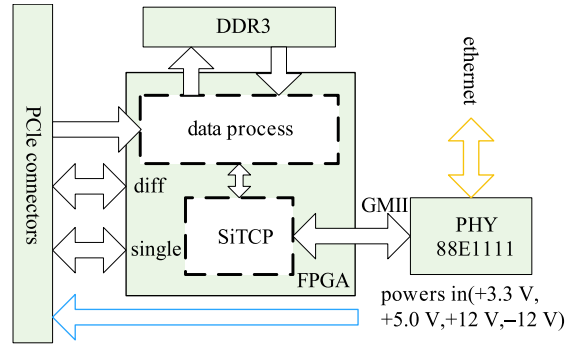 DDR3
ethernet
PCIe connectors
data process
diff
GMII
single
SiTCP
PHY
88E1111
FPGA
powers in(+3.3 V,
+5.0 V,+12 V,−12 V)